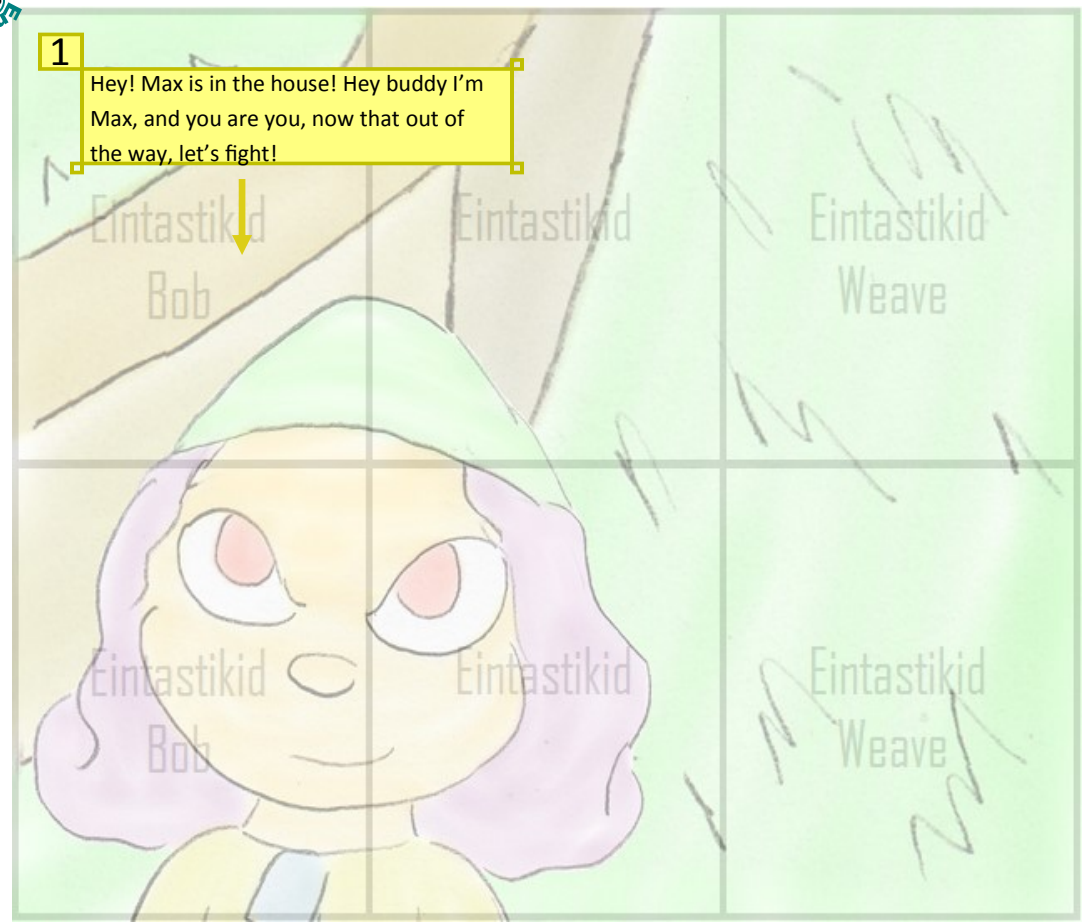 1
Hey! Max is in the house! Hey buddy I'm
Max, and you are you, now that out of
the way, let's fight!
Eintastikid
Bob
Eintastikid
Eintastikid
Weave
Eintastikid
Bob
Eintastikid
Eintastikid
Weave